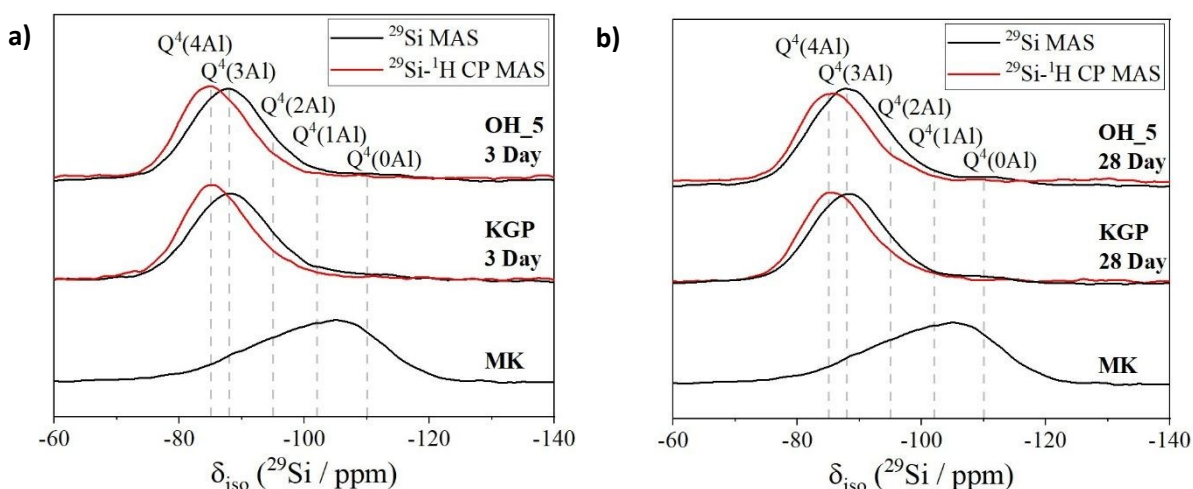 a)
²⁹Si MAS
²⁹Si-¹H CP MAS
Q⁴(4Al)
Q⁴(3Al)
Q⁴(2Al)
Q⁴(1Al)
Q⁴(0Al)
OH_5
3 Day
KGP
3 Day
MK
-60 -80 -100 -120 -140
δiso (²⁹Si / ppm)
b)
²⁹Si MAS
²⁹Si-¹H CP MAS
Q⁴(4Al)
Q⁴(3Al)
Q⁴(2Al)
Q⁴(1Al)
Q⁴(0Al)
OH_5
28 Day
KGP
28 Day
MK
-60 -80 -100 -120 -140
δiso (²⁹Si / ppm)